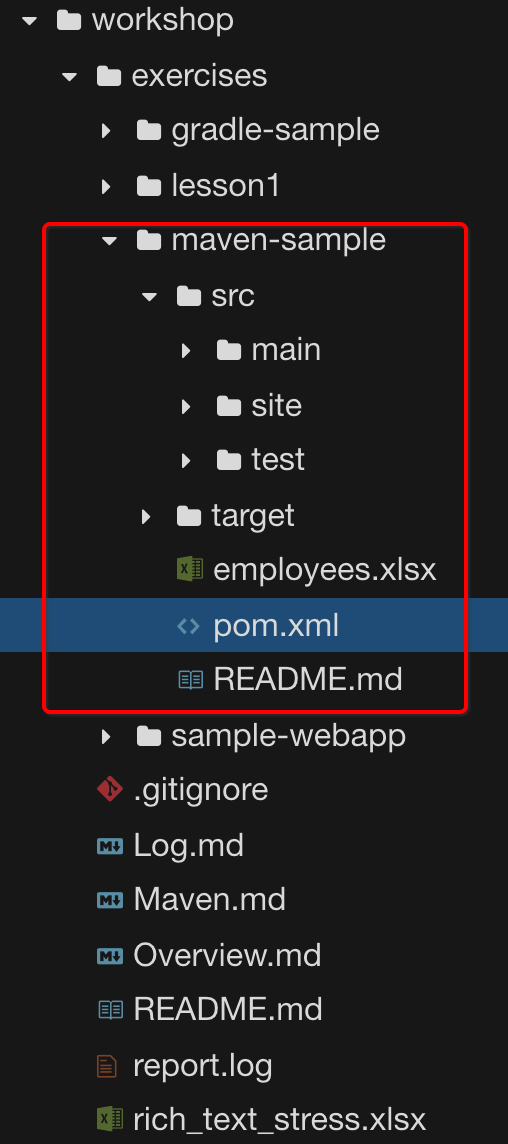 workshop
exercises
gradle-sample
lesson1
maven-sample
src
main
site
test
target
employees.xlsx
pom.xml
README.md
sample-webapp
.gitignore
Log.md
Maven.md
Overview.md
README.md
report.log
rich_text_stress.xlsx